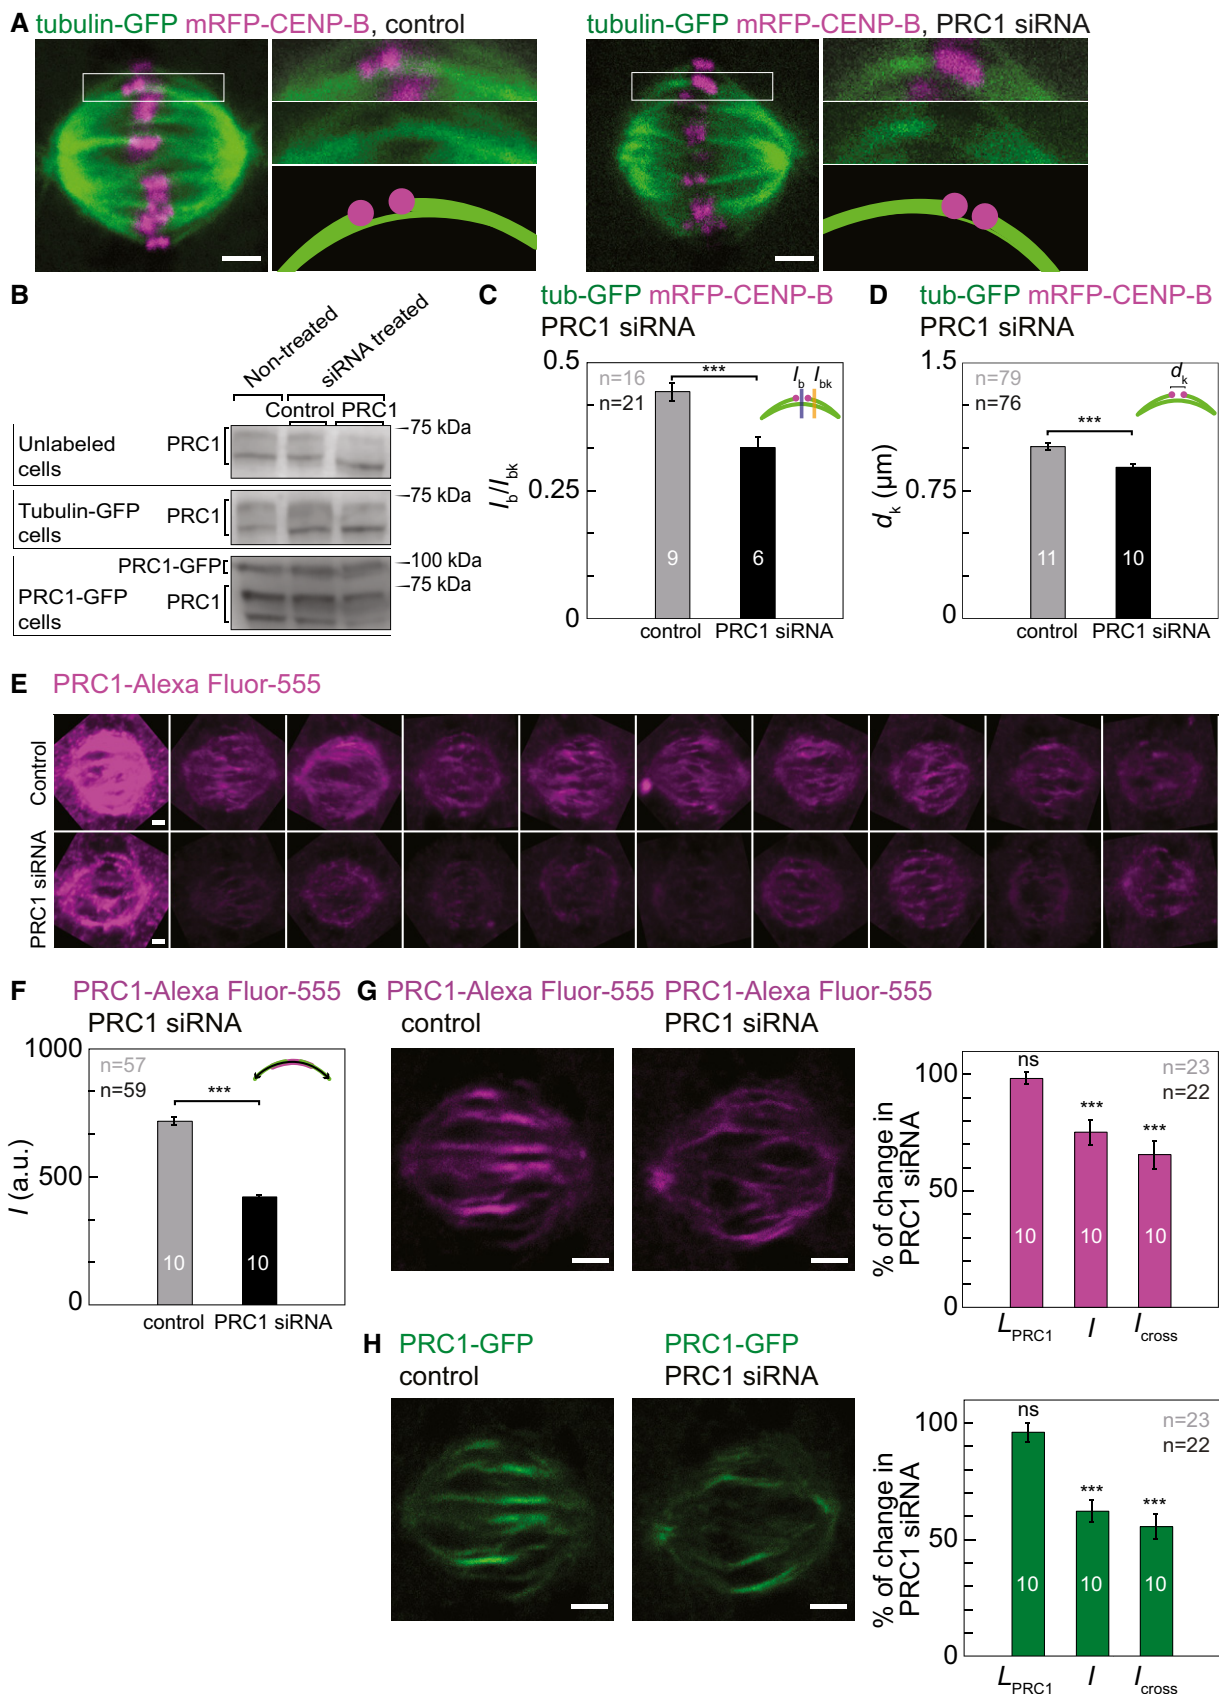 A tubulin-GFP mRFP-CENP-B, control
tubulin-GFP mRFP-CENP-B, PRC1 siRNA
B
Non-treated
siRNA treated
Control PRC1
Unlabeled cells
PRC1
75 kDa
Tubulin-GFP cells
PRC1
75 kDa
PRC1-GFP
100 kDa
PRC1-GFP cells
PRC1
75 kDa
C tub-GFP mRFP-CENP-B
PRC1 siRNA
0.5
n=16
n=21
***
Ib Ibk
Ib/Ibk
0.25
9
6
0
control PRC1 siRNA
D tub-GFP mRFP-CENP-B
PRC1 siRNA
1.5
n=79
n=76
***
dk
dk (μm)
0.75
11
10
0
control PRC1 siRNA
E PRC1-Alexa Fluor-555
Control
PRC1 siRNA
F PRC1-Alexa Fluor-555
PRC1 siRNA
1000
n=57
n=59
***
I (a.u.)
500
10
10
0
control PRC1 siRNA
G PRC1-Alexa Fluor-555 PRC1-Alexa Fluor-555
control PRC1 siRNA
% of change in
PRC1 siRNA
100
50
0
ns
***
***
n=23
n=22
10
10
10
LPRC1 I Icross
H PRC1-GFP PRC1-GFP
control PRC1 siRNA
% of change in
PRC1 siRNA
100
50
0
ns
***
***
n=23
n=22
10
10
10
LPRC1 I Icross